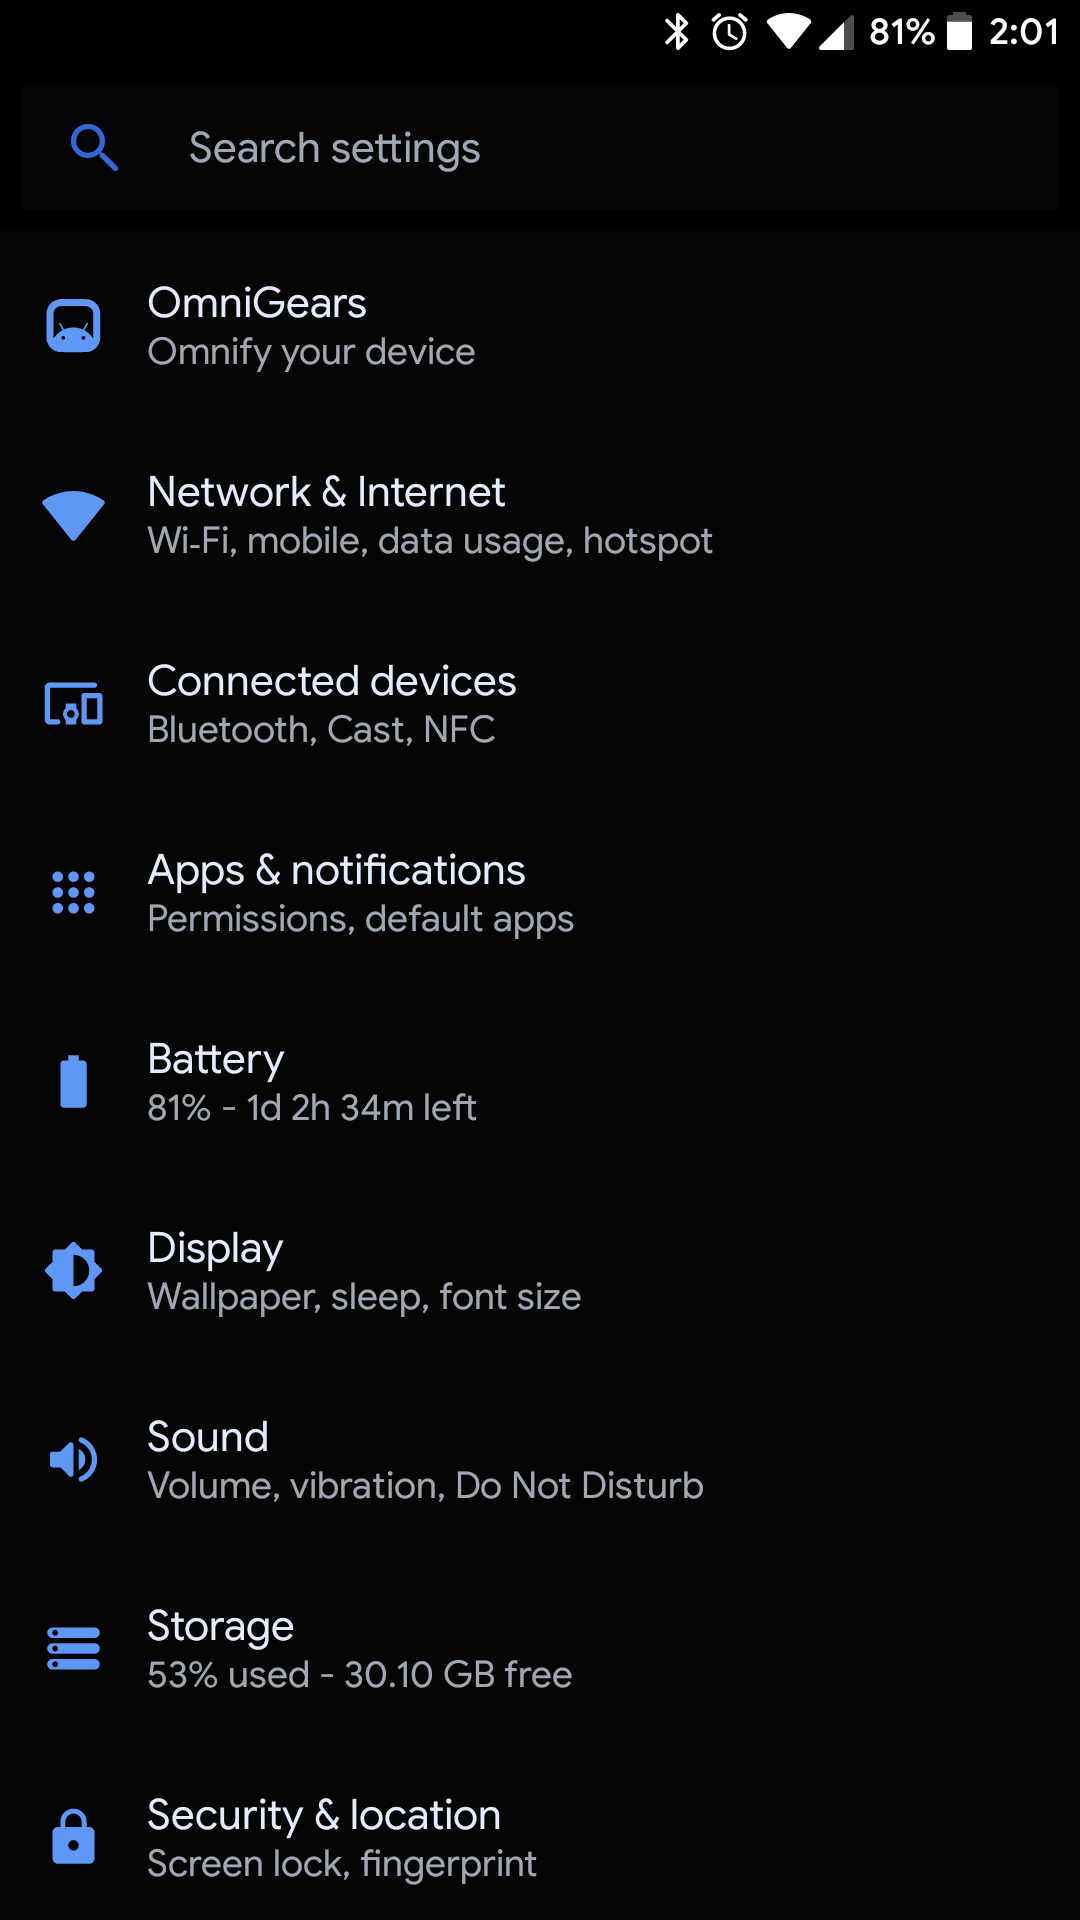 81% 2:01
Search settings
OmniGears
Omnify your device
Network & Internet
Wi-Fi, mobile, data usage, hotspot
Connected devices
Bluetooth, Cast, NFC
Apps & notifications
Permissions, default apps
Battery
81% - 1d 2h 34m left
Display
Wallpaper, sleep, font size
Sound
Volume, vibration, Do Not Disturb
Storage
53% used - 30.10 GB free
Security & location
Screen lock, fingerprint